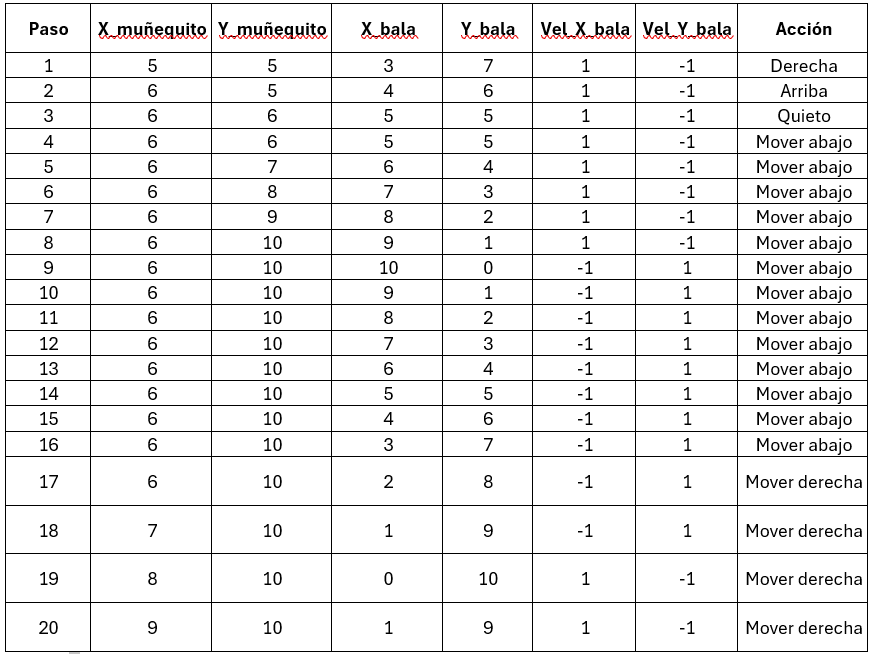 Paso X_muñequito Y_muñequito X_bala Y_bala Vel_X_bala Vel_Y_bala Acción
1 5 5 3 7 1 -1 Derecha
2 6 5 4 6 1 -1 Arriba
3 6 6 5 5 1 -1 Quieto
4 6 6 5 5 1 -1 Mover abajo
5 6 7 6 4 1 -1 Mover abajo
6 6 8 7 3 1 -1 Mover abajo
7 6 9 8 2 1 -1 Mover abajo
8 6 10 9 1 1 -1 Mover abajo
9 6 10 10 0 -1 1 Mover abajo
10 6 10 9 1 -1 1 Mover abajo
11 6 10 8 2 -1 1 Mover abajo
12 6 10 7 3 -1 1 Mover abajo
13 6 10 6 4 -1 1 Mover abajo
14 6 10 5 5 -1 1 Mover abajo
15 6 10 4 6 -1 1 Mover abajo
16 6 10 3 7 -1 1 Mover abajo
17 6 10 2 8 -1 1 Mover derecha
18 7 10 1 9 -1 1 Mover derecha
19 8 10 0 10 1 -1 Mover derecha
20 9 10 1 9 1 -1 Mover derecha